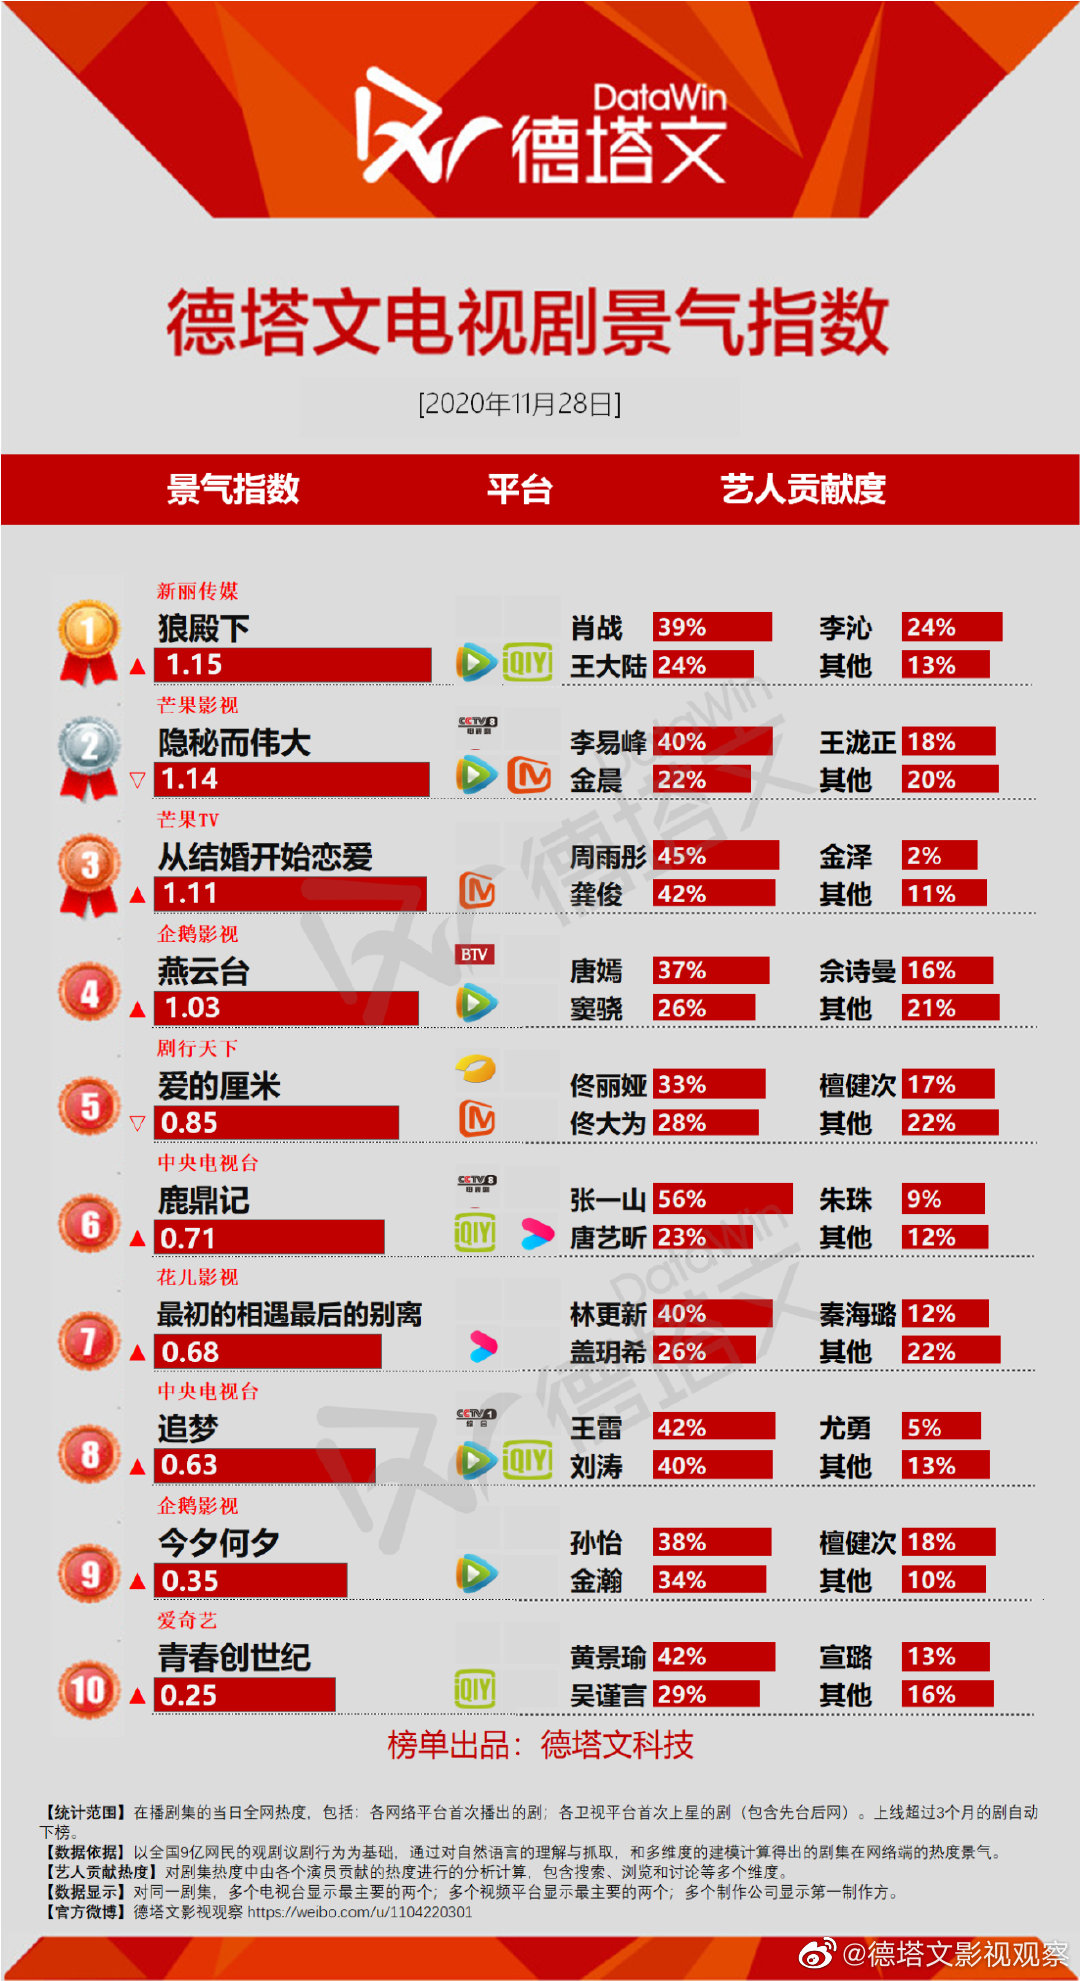 DataWin
德塔文
德塔文电视剧景气指数
[2020年11月28日]
景气指数 平台 艺人贡献度
新丽传媒
1 狼殿下 肖战 39% 李沁 24%
1.15 iQIYI 王大陆 24% 其他 13%
芒果影视
CCTV 8 电视剧
2 隐秘而伟大 李易峰 40% 王泷正 18%
1.14 金晨 22% 其他 20%
芒果TV
3 从结婚开始恋爱 周雨彤 45% 金泽 2%
1.11 龚俊 42% 其他 11%
企鹅影视
BTV
4 燕云台 唐嫣 37% 佘诗曼 16%
1.03 窦骁 26% 其他 21%
剧行天下
5 爱的厘米 佟丽娅 33% 檀健次 17%
0.85 佟大为 28% 其他 22%
中央电视台
CCTV 8 电视剧
6 鹿鼎记 张一山 56% 朱珠 9%
0.71 iQIYI 唐艺昕 23% 其他 12%
花儿影视
7 最初的相遇最后的别离 林更新 40% 秦海璐 12%
0.68 盖玥希 26% 其他 22%
中央电视台
CCTV 1 综合
8 追梦 王雷 42% 尤勇 5%
0.63 iQIYI 刘涛 40% 其他 13%
企鹅影视
9 今夕何夕 孙怡 38% 檀健次 18%
0.35 金瀚 34% 其他 10%
爱奇艺
10 青春创世纪 黄景瑜 42% 宣璐 13%
0.25 iQIYI 吴谨言 29% 其他 16%
DataWin
德塔文
DataWin
德塔文
榜单出品：德塔文科技
【统计范围】在播剧集的当日全网热度，包括：各网络平台首次播出的剧；各卫视平台首次上星的剧（包含先台后网）。上线超过3个月的剧自动
下榜。
【数据依据】以全国9亿网民的观剧议剧行为为基础，通过对自然语言的理解与抓取，和多维度的建模计算得出的剧集在网络端的热度景气。
【艺人贡献热度】对剧集热度中由各个演员贡献的热度进行的分析计算，包含搜索、浏览和讨论等多个维度。
【数据显示】对同一剧集，多个电视台显示最主要的两个；多个视频平台显示最主要的两个；多个制作公司显示第一制作方。
【官方微博】德塔文影视观察 https://weibo.com/u/1104220301
@德塔文影视观察